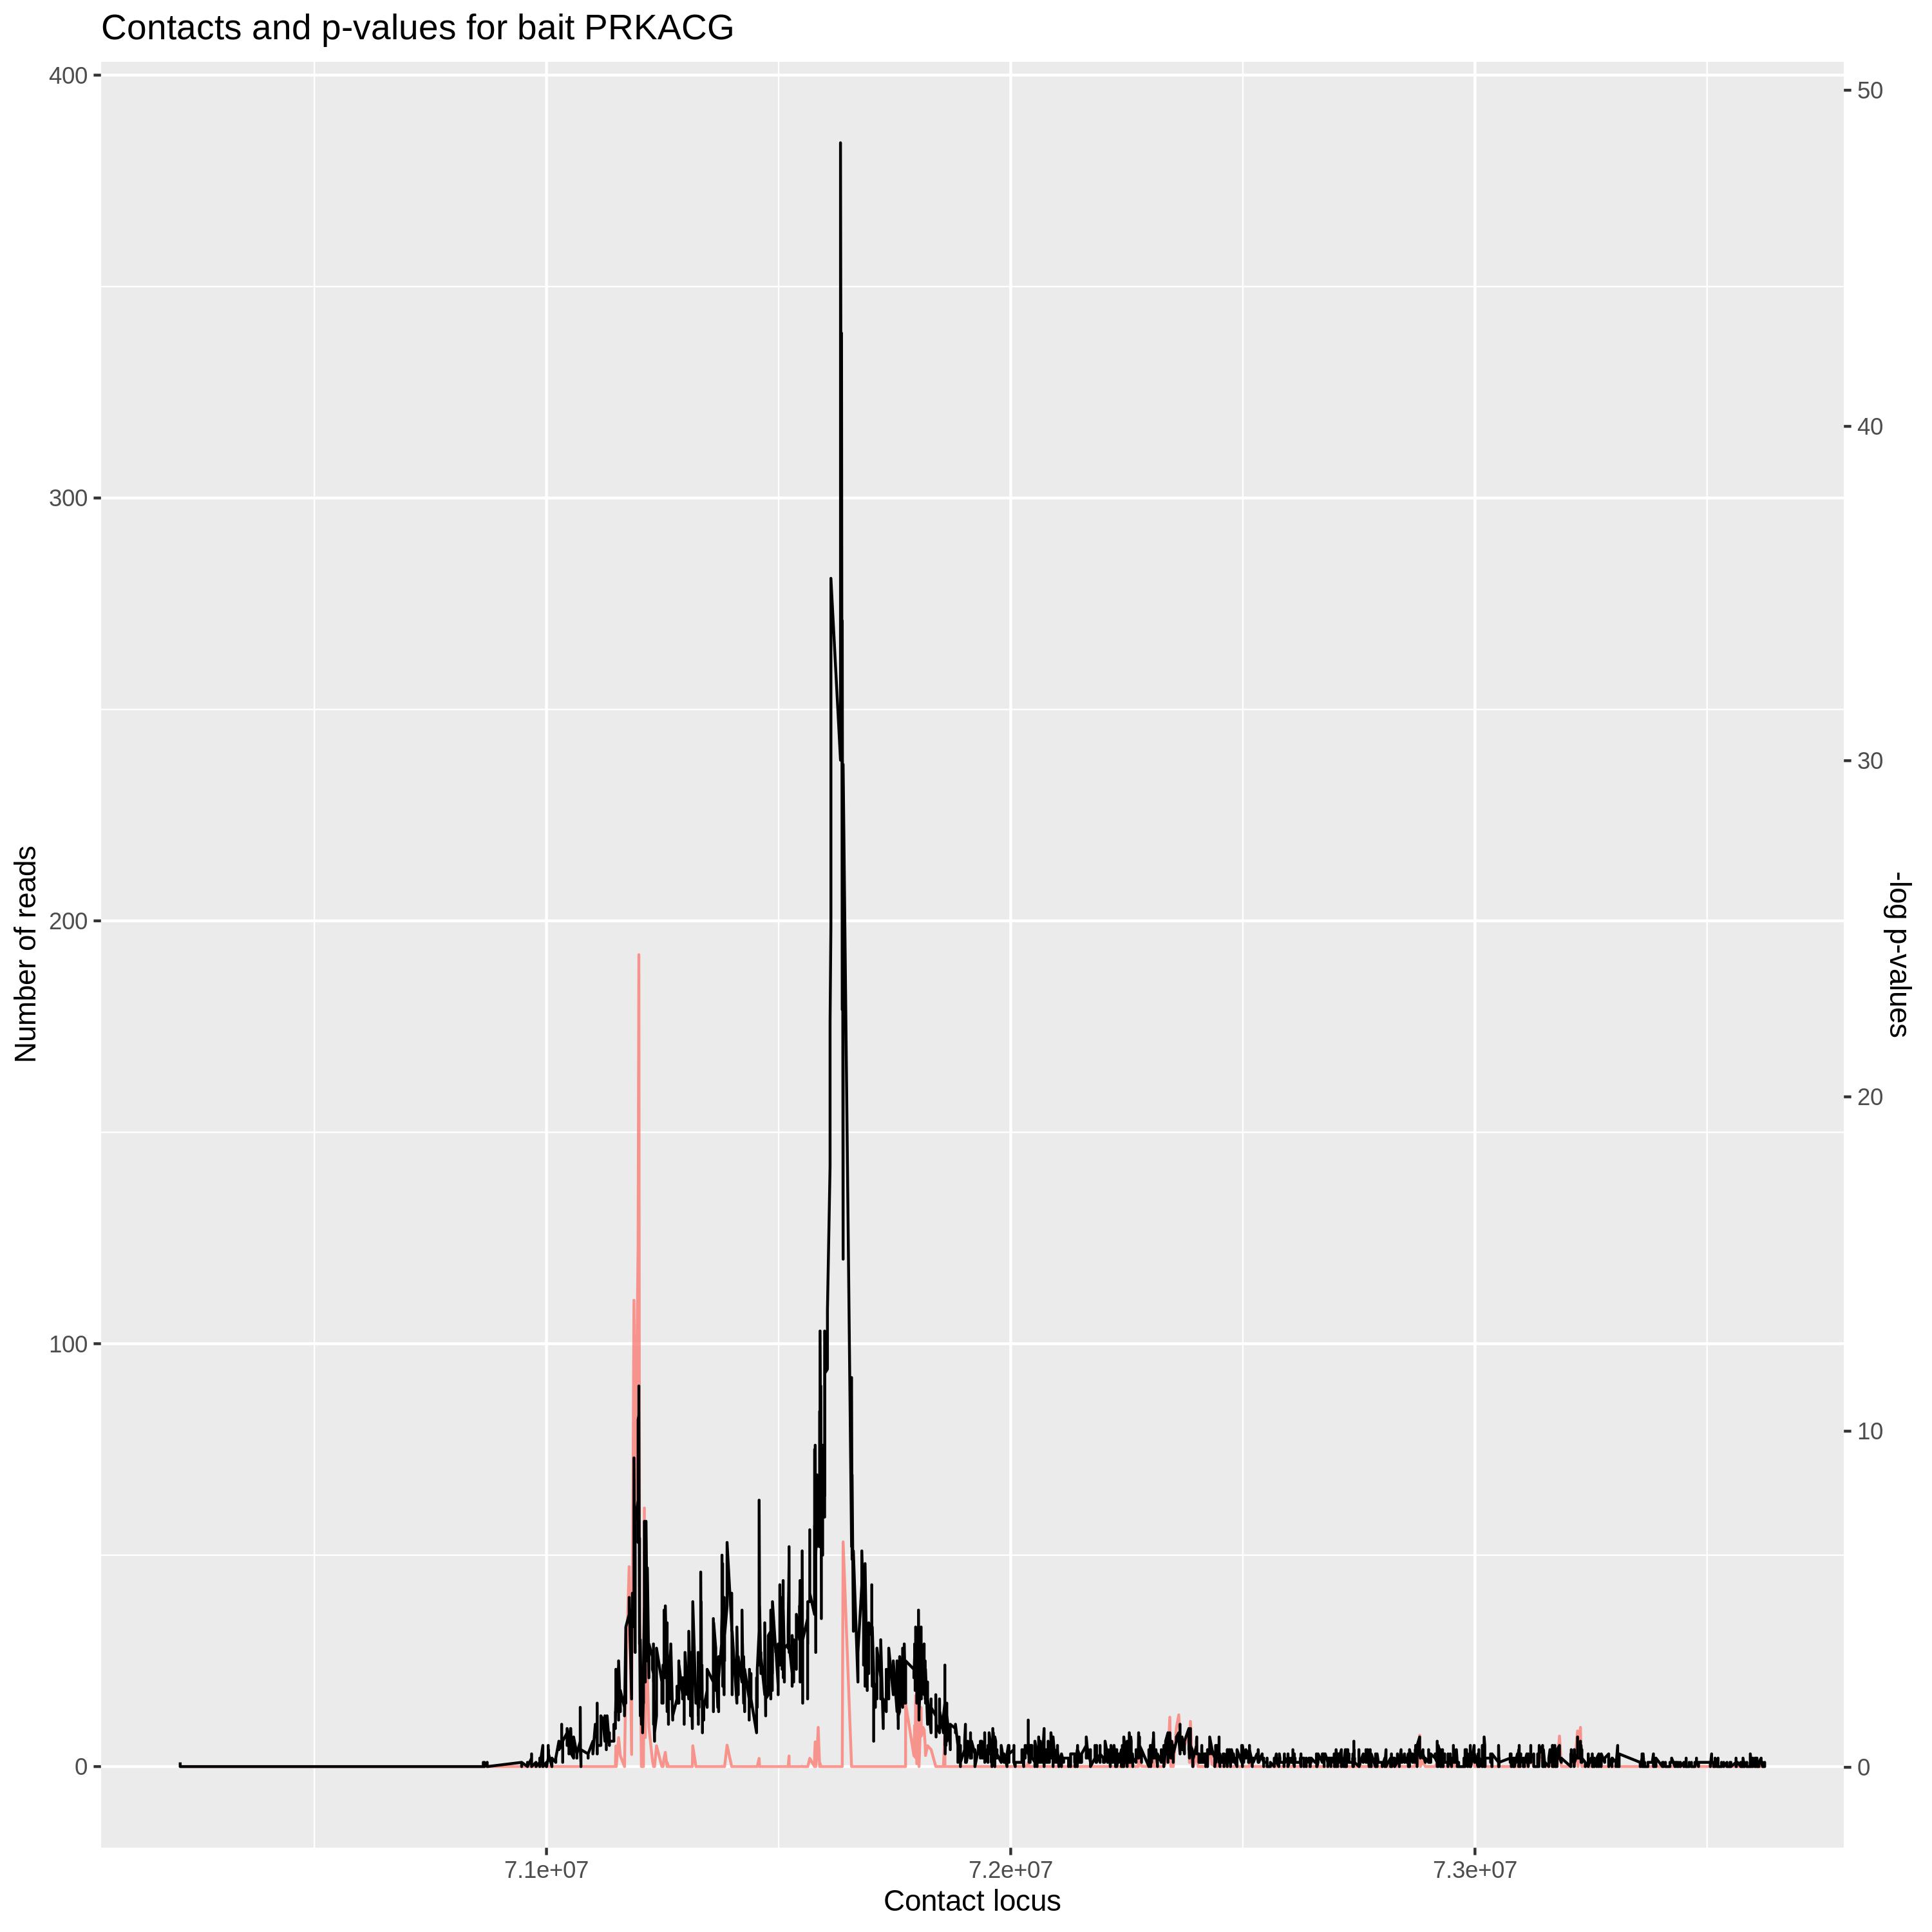 Contacts and p-values for bait PRKACG
400
300
200
100
0
Number of reads
50
40
30
20
10
0
-log p-values
7.1e+07
7.2e+07
7.3e+07
Contact locus